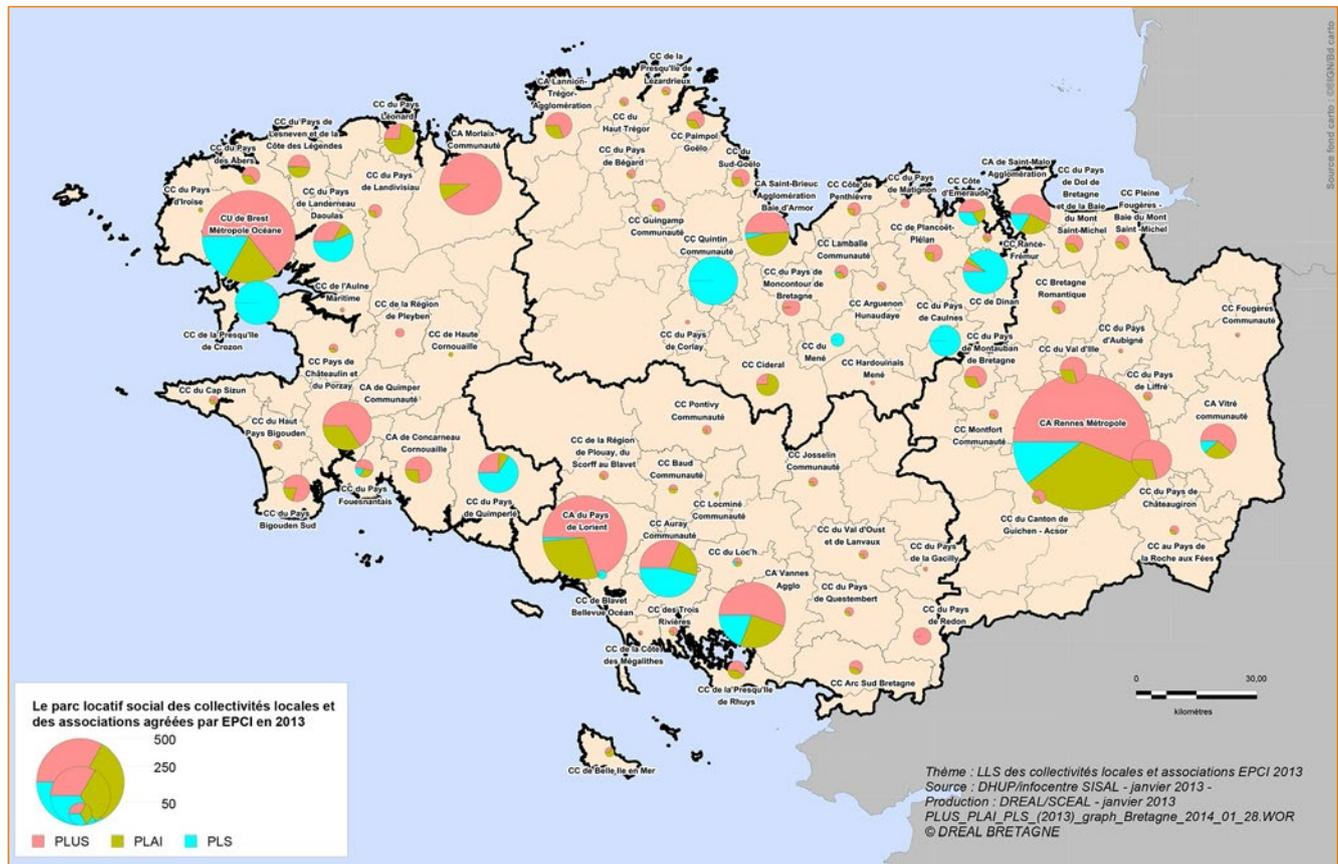 Source fond carto : ©EIGN/Bd carto
CC de la
Presqu'Ile de
Lézardrieux
CA Lannion-
Trégor-
Agglomération
CC du
Haut Trégor
CC Paimpol
Goëlo
CC du Pays
Léonard
CC du Pays de
Lesneven et de la
Côte des Légendes
CA Morlaix-
Communauté
CC du Pays
des Abers
CC du Pays
de Landivisiau
CC du Pays
de Bégard
CC du
Sud-Goëlo
CC du Pays
d'Iroise
CC du Pays
de Landerneau
Daoulas
CU de Brest
Métropole Océane
CC Guingamp
Communauté
CA Saint-Brieuc
Agglomération
Baie d'Armor
CC Côte de
Penthièvre
CC du Pays
de Matignon
CC Côte
d'Emeraude
CA de Saint-Malo
Agglomération
CC du Pays
de Dol de
Bretagne
et de la Baie
du Mont
Saint-Michel
CC Pleine
Fougères -
Baie du Mont
Saint-Michel
CC Quintin
Communauté
CC Lamballe
Communauté
CC de Plancoët-
Plélan
CC Rance-
Frémur
CC de l'Aulne
Maritime
CC de la Région
de Pleyben
CC du Pays de
Moncontour de
Bretagne
CC Arguenon
Hunaudaye
CC de Dinan
CC Bretagne
Romantique
CC Fougères
Communauté
CC de la Presqu'Ile
de Crozon
CC de Haute
Cornouaille
CC du Pays
de Corlay
CC du
Mené
CC du Pays
de Caulnes
CC du Pays
de Montauban
de Bretagne
CC du Pays
d'Aubigné
CC du Val d'Ille
CC Pays de
Châteaulin et
du Porzay
CC Hardouinais
Mené
CC Cideral
CC du Pays
de Liffré
CC du Cap Sizun
CA de Quimper
Communauté
CC Pontivy
Communauté
CC Montfort
Communauté
CA Rennes Métropole
CA Vitré
communauté
CC du Haut
Pays Bigouden
CA de Concarneau
Cornouaille
CC de la Région
de Plouay, du
Scorff au Blavet
CC Baud
Communauté
CC Josselin
Communauté
CC du Pays
Fouesnantais
CC du Pays
Bigouden Sud
CC du Pays
de Quimperlé
CC Locminé
Communauté
CC du Pays de
Châteaugiron
CA du Pays
de Lorient
CC Auray
Communauté
CC du Val d'Oust
et de Lanvaux
CC du Canton de
Guichen - Acsor
CC au Pays de
la Roche aux Fées
CC du Loc'h
CC du Pays
de la Gacilly
CA Vannes
Agglo
CC de Blavet
Bellevue Océan
CC des Trois
Rivières
CC du Pays
de Questembert
CC du Pays
de Redon
CC de la Côte
des Mégalithes
CC de la Presqu'Ile
de Rhuys
CC Arc Sud Bretagne
CC de Belle Ile en Mer
0 30,00
kilomètres
Le parc locatif social des collectivités locales et
des associations agréées par EPCI en 2013
500
250
50
PLUS PLAI PLS
Thème : LLS des collectivités locales et associations EPCI 2013
Source : DHUP/infocentre SISAL - janvier 2013 -
Production : DREAL/SCEAL - janvier 2013
PLUS_PLAI_PLS_(2013)_graph_Bretagne_2014_01_28.WOR
© DREAL BRETAGNE